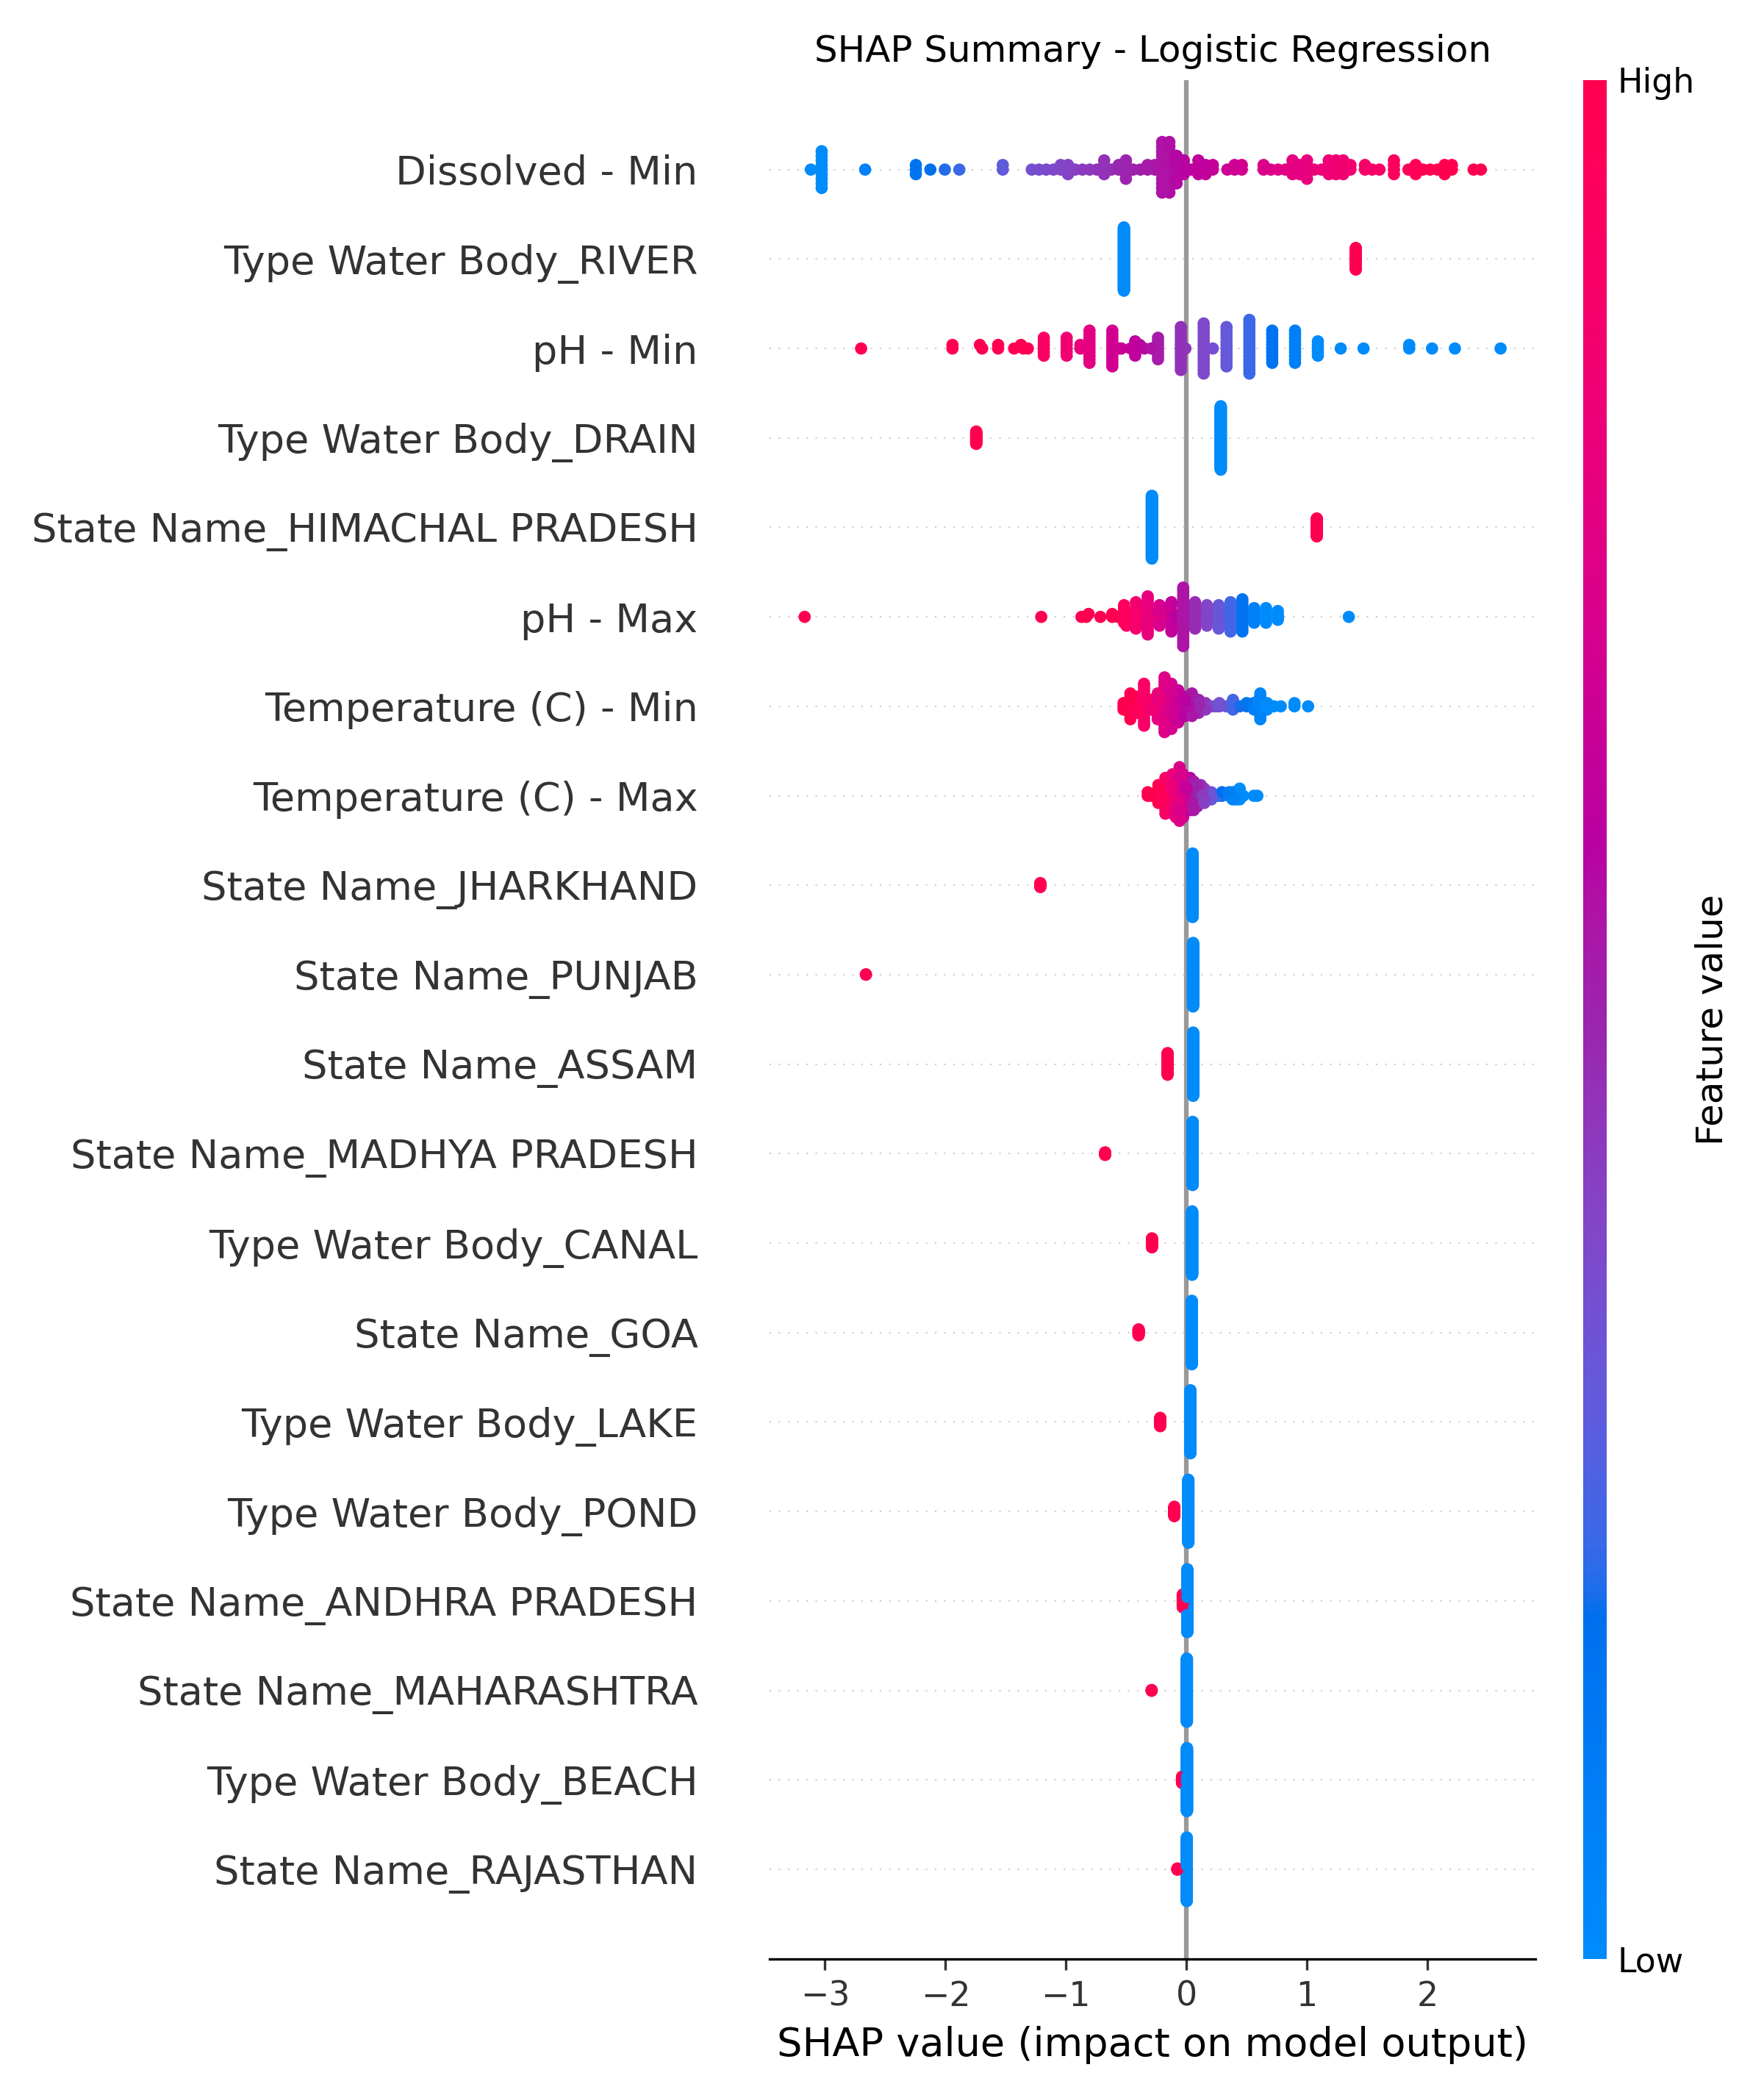 SHAP Summary - Logistic Regression
High
Dissolved - Min
Type Water Body_RIVER
pH - Min
Type Water Body_DRAIN
State Name_HIMACHAL PRADESH
pH - Max
Temperature (C) - Min
Temperature (C) - Max
State Name_JHARKHAND
State Name_PUNJAB
State Name_ASSAM
State Name_MADHYA PRADESH
Type Water Body_CANAL
State Name_GOA
Type Water Body_LAKE
Type Water Body_POND
State Name_ANDHRA PRADESH
State Name_MAHARASHTRA
Type Water Body_BEACH
State Name_RAJASTHAN
Feature value
Low
−3 −2 −1 0 1 2
SHAP value (impact on model output)